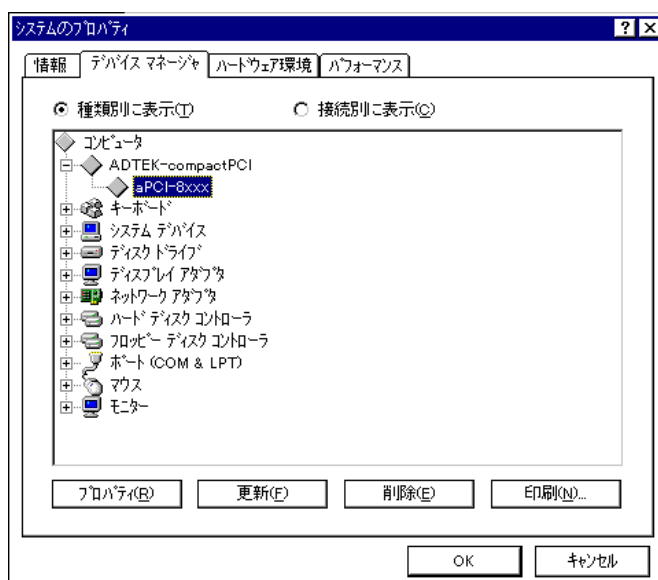 システムのプロパティ
情報 デバイス マネージャ ハードウェア環境 パフォーマンス
種類別に表示(T) 接続別に表示(C)
コンピュータ
ADTEK-compactPCI
aPCI-8xxx
キーボード
システム デバイス
ディスク ドライブ
ディスプレイ アダプタ
ネットワーク アダプタ
ハード ディスク コントローラ
フロッピー ディスク コントローラ
ポート (COM & LPT)
マウス
モニター
プロパティ(R) 更新(F) 削除(E) 印刷(N)...
OK キャンセル